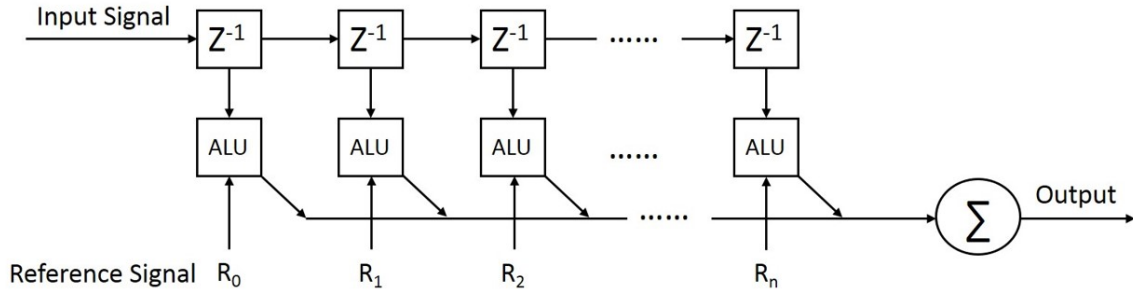 Input Signal
Z⁻¹ Z⁻¹ Z⁻¹ …… Z⁻¹
ALU ALU ALU …… ALU
……
∑
Output
Reference Signal R₀ R₁ R₂ Rₙ